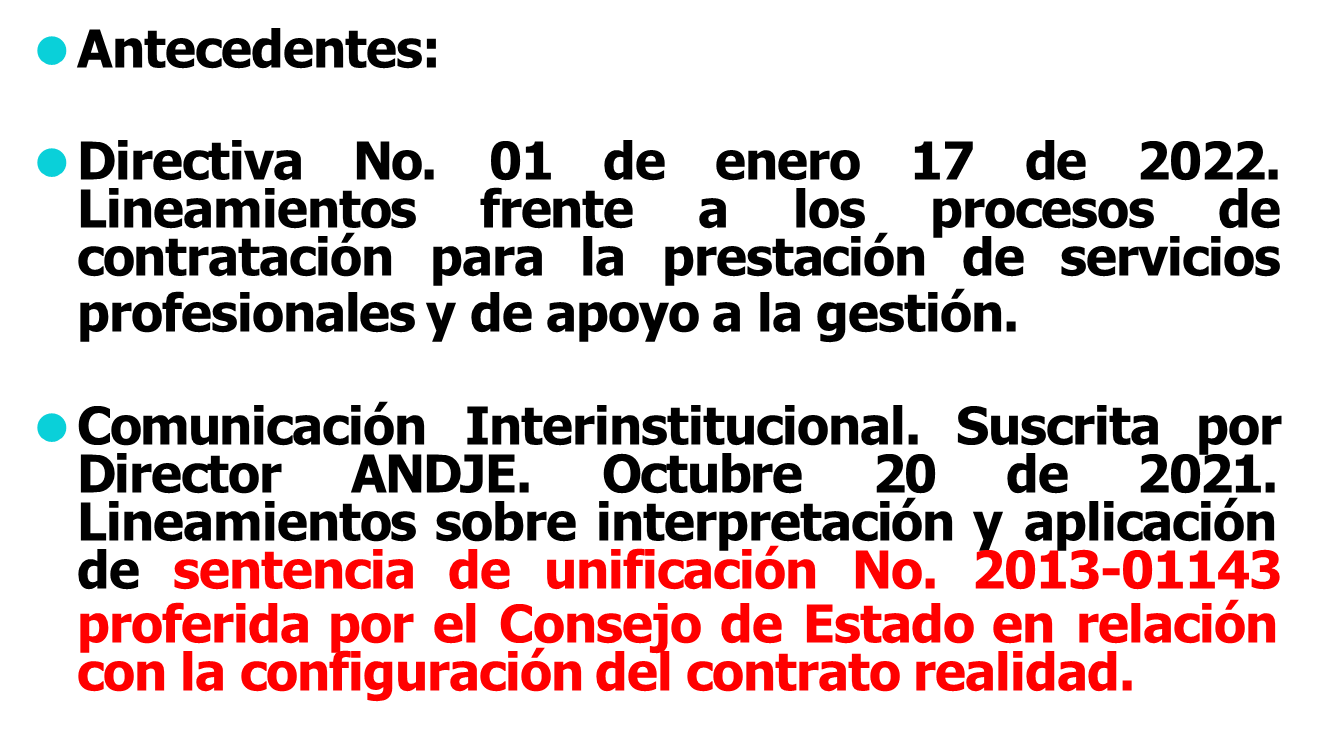 Antecedentes:
Directiva No. 01 de enero 17 de 2022.
Lineamientos frente a los procesos de
contratación para la prestación de servicios
profesionales y de apoyo a la gestión.
Comunicación Interinstitucional. Suscrita por
Director ANDJE. Octubre 20 de 2021.
Lineamientos sobre interpretación y aplicación
de sentencia de unificación No. 2013-01143
proferida por el Consejo de Estado en relación
con la configuración del contrato realidad.